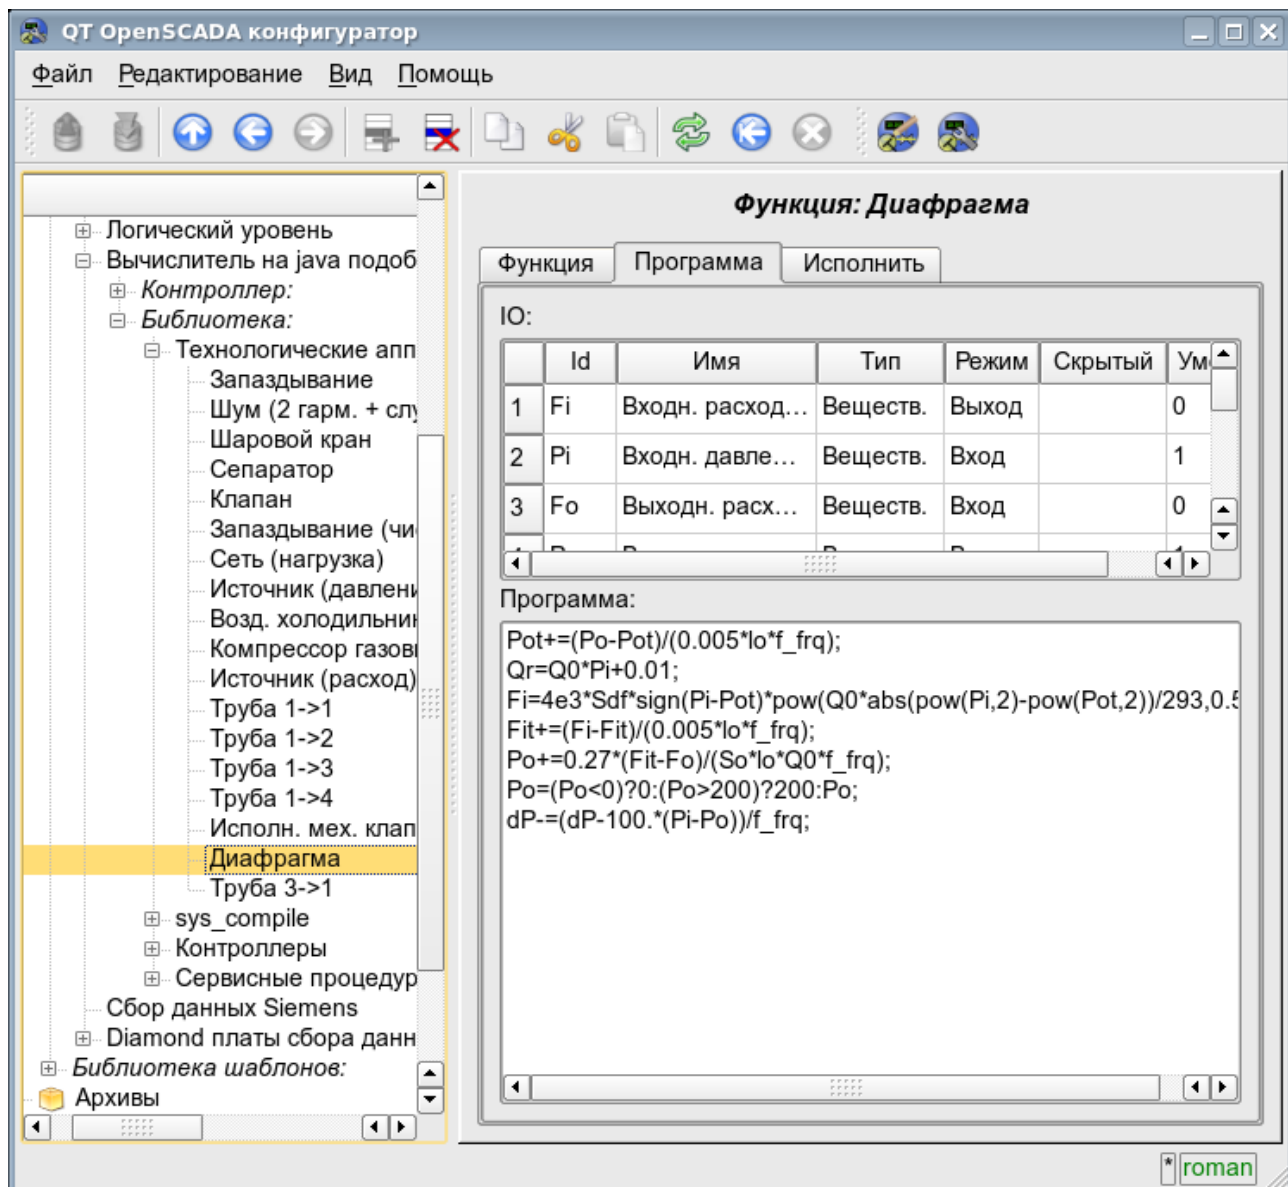 QT OpenSCADA конфигуратор
Файл Редактирование Вид Помощь
Логический уровень
Вычислитель на java подоб
Контроллер:
Библиотека:
Технологические апп
Запаздывание
Шум (2 гарм. + слу
Шаровой кран
Сепаратор
Клапан
Запаздывание (чи
Сеть (нагрузка)
Источник (давлени
Возд. холодильник
Компрессор газовы
Источник (расход)
Труба 1->1
Труба 1->2
Труба 1->3
Труба 1->4
Исполн. мех. клап
Диафрагма
Труба 3->1
sys_compile
Контроллеры
Сервисные процедур
Сбор данных Siemens
Diamond платы сбора данн
Библиотека шаблонов:
Архивы
Функция: Диафрагма
Функция Программа Исполнить
IO:
Id Имя Тип Режим Скрытый Ум
1 Fi Входн. расход... Веществ. Выход 0
2 Pi Входн. давле... Веществ. Вход 1
3 Fo Выходн. расх... Веществ. Вход 0
Программа:
Pot+=(Po-Pot)/(0.005*lo*f_frq);
Qr=Q0*Pi+0.01;
Fi=4e3*Sdf*sign(Pi-Pot)*pow(Q0*abs(pow(Pi,2)-pow(Pot,2))/293,0.5
Fit+=(Fi-Fit)/(0.005*lo*f_frq);
Po+=0.27*(Fit-Fo)/(So*lo*Q0*f_frq);
Po=(Po<0)?0:(Po>200)?200:Po;
dP-=(dP-100.*(Pi-Po))/f_frq;
* roman